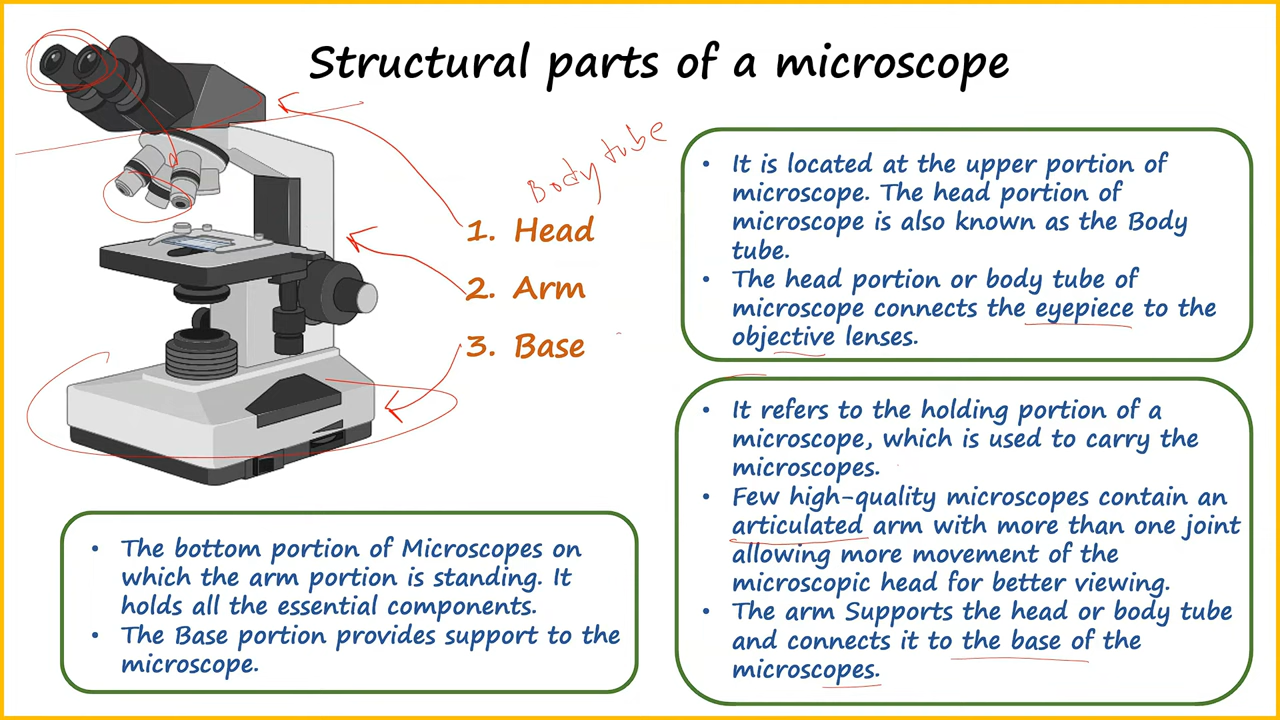 Structural parts of a microscope
Body tube
1. Head
2. Arm
3. Base
• It is located at the upper portion of
microscope. The head portion of
microscope is also known as the Body
tube.
• The head portion or body tube of
microscope connects the eyepiece to the
objective lenses.
• It refers to the holding portion of a
microscope, which is used to carry the
microscopes.
• Few high-quality microscopes contain an
articulated arm with more than one joint
allowing more movement of the
microscopic head for better viewing.
• The arm Supports the head or body tube
and connects it to the base of the
microscopes.
• The bottom portion of Microscopes on
which the arm portion is standing. It
holds all the essential components.
• The Base portion provides support to the
microscope.